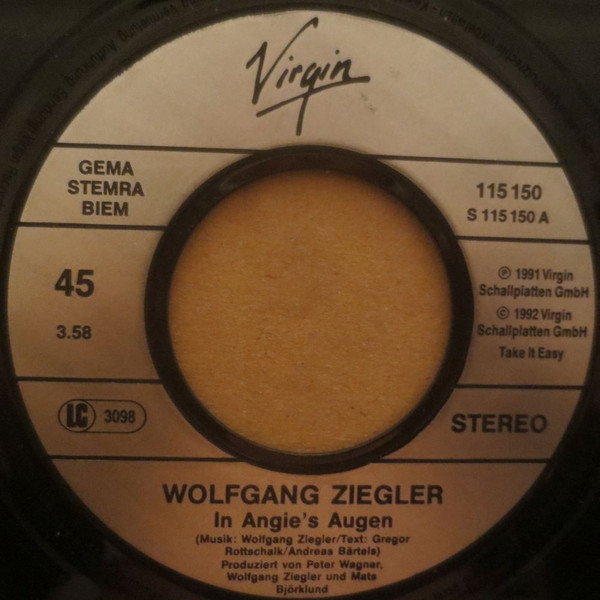 Virgin
GEMA
STEMRA
BIEM
115 150
S 115 150 A
45
3.58
℗ 1991 Virgin
Schallplatten GmbH
© 1992 Virgin
Schallplatten GmbH
Take It Easy
LC 3098
STEREO
WOLFGANG ZIEGLER
In Angie's Augen
(Musik: Wolfgang Ziegler/Text: Gregor
Rottschalk/Andreas Bärtels)
Produziert von Peter Wagner,
Wolfgang Ziegler und Mats
Björklund